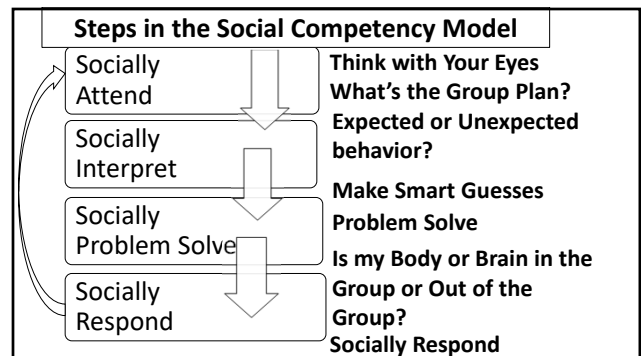 Steps in the Social Competency Model
Socially
Attend
Socially
Interpret
Socially
Problem Solve
Socially
Respond
Think with Your Eyes
What's the Group Plan?
Expected or Unexpected
behavior?
Make Smart Guesses
Problem Solve
Is my Body or Brain in the
Group or Out of the
Group?
Socially Respond